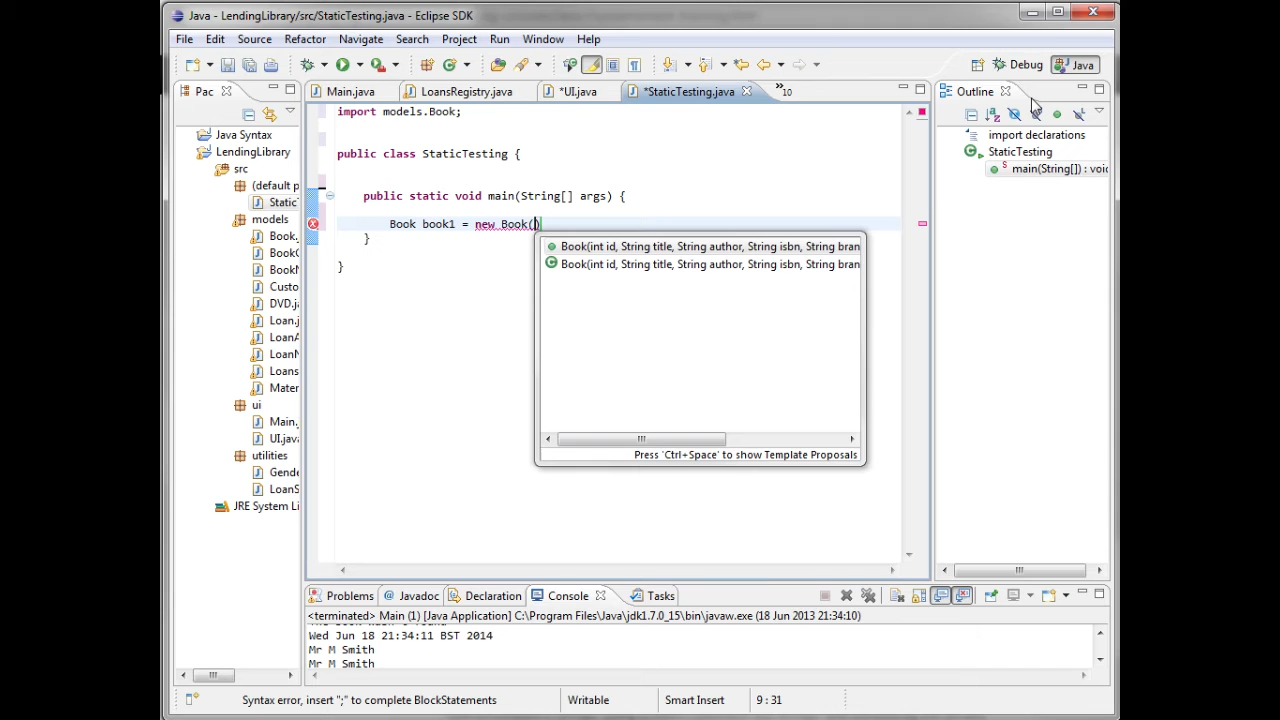 Java - LendingLibrary/src/StaticTesting.java - Eclipse SDK
File Edit Source Refactor Navigate Search Project Run Window Help
Debug Java
Pac
Main.java LoansRegistry.java *UI.java *StaticTesting.java »10
Outline
Java Syntax
LendingLibrary
src
(default p
Static
models
Book.
BookC
BookN
Custo
DVD.j
Loan.j
LoanA
LoanN
Loans
Mater
ui
Main.
UI.java
utilities
Gende
LoanS
JRE System Li
import models.Book;
public class StaticTesting {
public static void main(String[] args) {
Book book1 = new Book()
}
}
Book(int id, String title, String author, String isbn, String bran
Book(int id, String title, String author, String isbn, String bran
Press 'Ctrl+Space' to show Template Proposals
import declarations
StaticTesting
main(String[]) : void
Problems Javadoc Declaration Console Tasks
<terminated> Main (1) [Java Application] C:\Program Files\Java\jdk1.7.0_15\bin\javaw.exe (18 Jun 2013 21:34:10)
Wed Jun 18 21:34:11 BST 2014
Mr M Smith
Mr M Smith
Syntax error, insert ";" to complete BlockStatements Writable Smart Insert 9 : 31